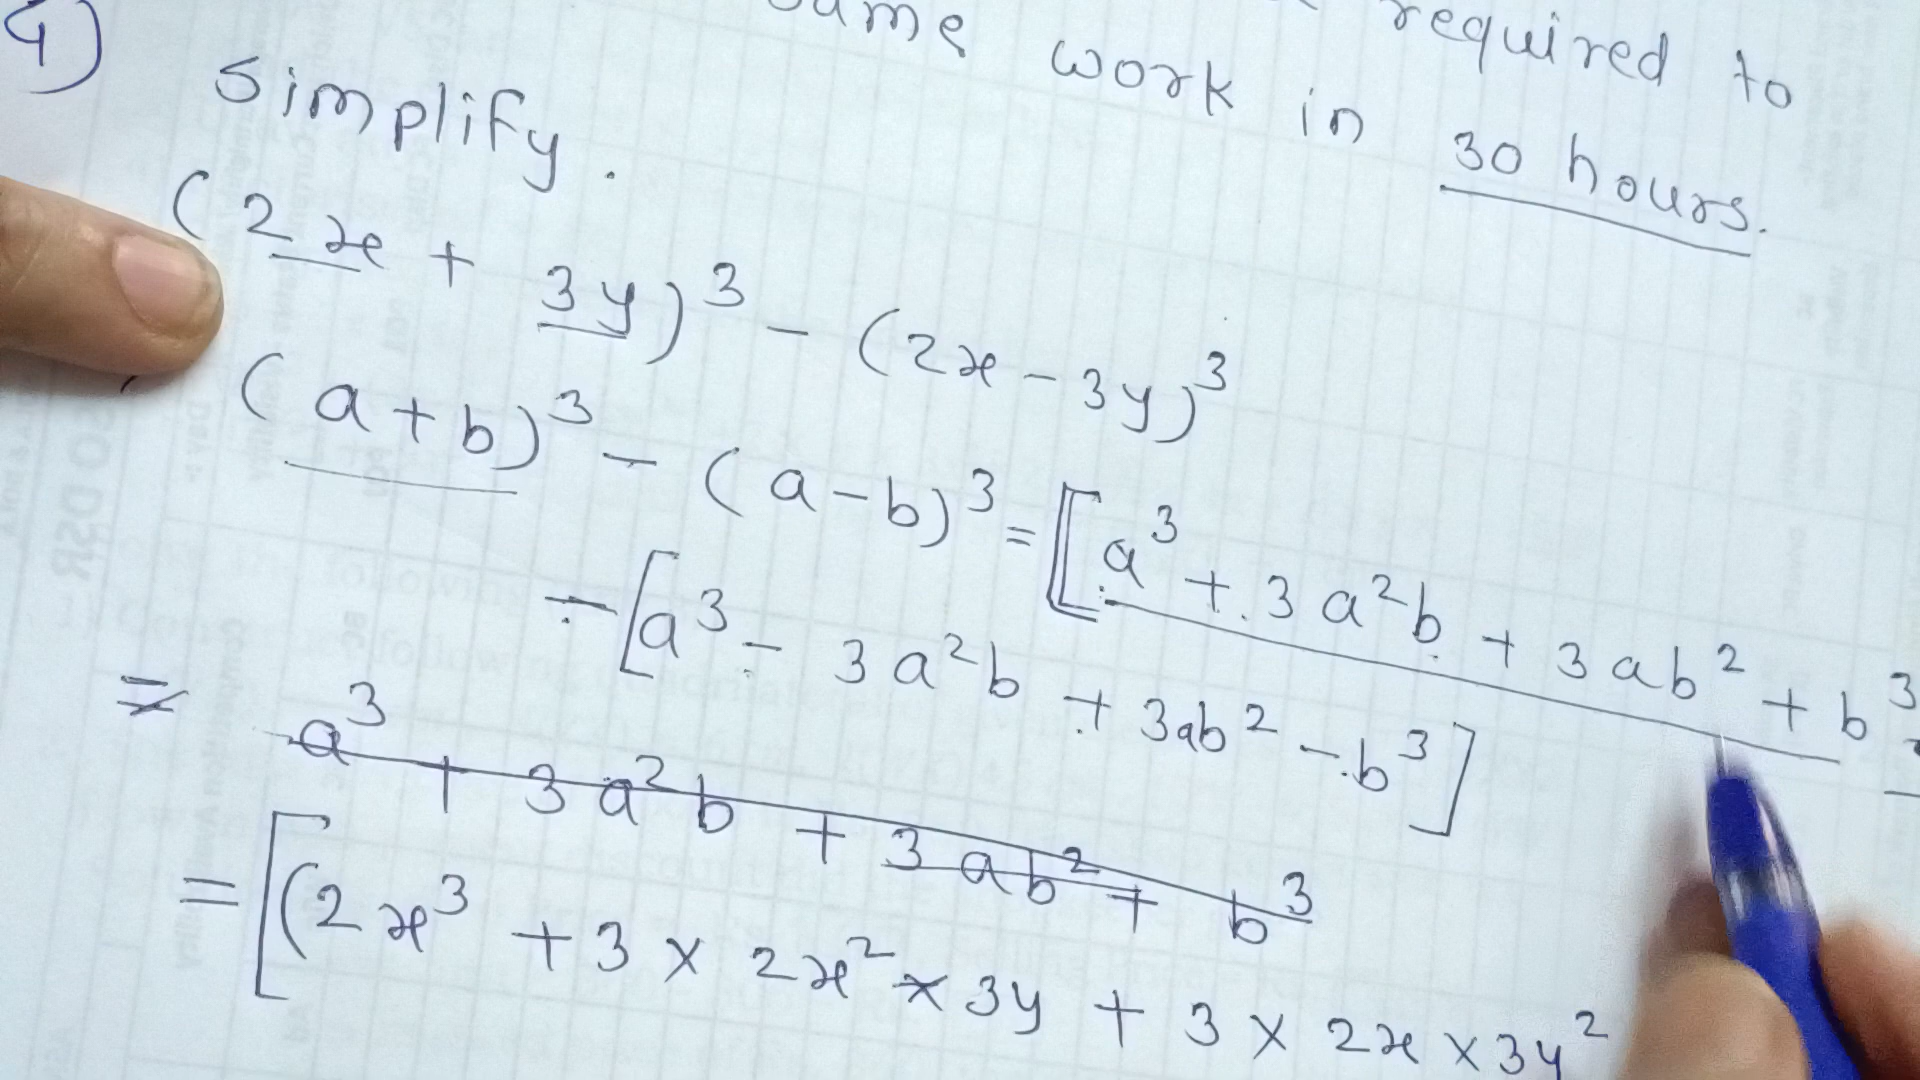 same work required to
in 30 hours.
4) Simplify.
(2x + 3y)³ - (2x - 3y)³
(a+b)³ - (a-b)³ = [a³ + 3a²b + 3ab² + b³
- [a³ - 3a²b + 3ab² - b³]
=
a³ + 3a²b + 3ab² + b³
= [(2x³ + 3 × 2x² × 3y + 3 × 2x × 3y²